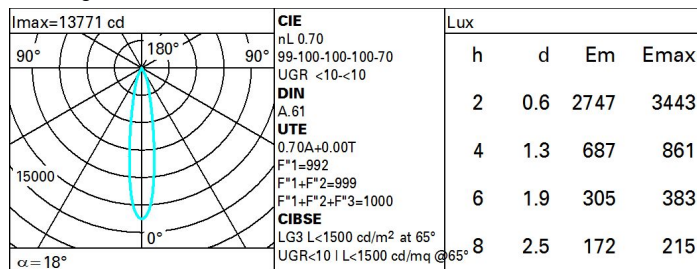 Imax=13771 cd
90° 180° 90°
15000
0°
α=18°
CIE
nL 0.70
99-100-100-100-70
UGR <10-<10
DIN
A.61
UTE
0.70A+0.00T
F"1=992
F"1+F"2=999
F"1+F"2+F"3=1000
CIBSE
LG3 L<1500 cd/m² at 65°
UGR<10 | L<1500 cd/mq @65°
Lux
h d Em Emax
2 0.6 2747 3443
4 1.3 687 861
6 1.9 305 383
8 2.5 172 215